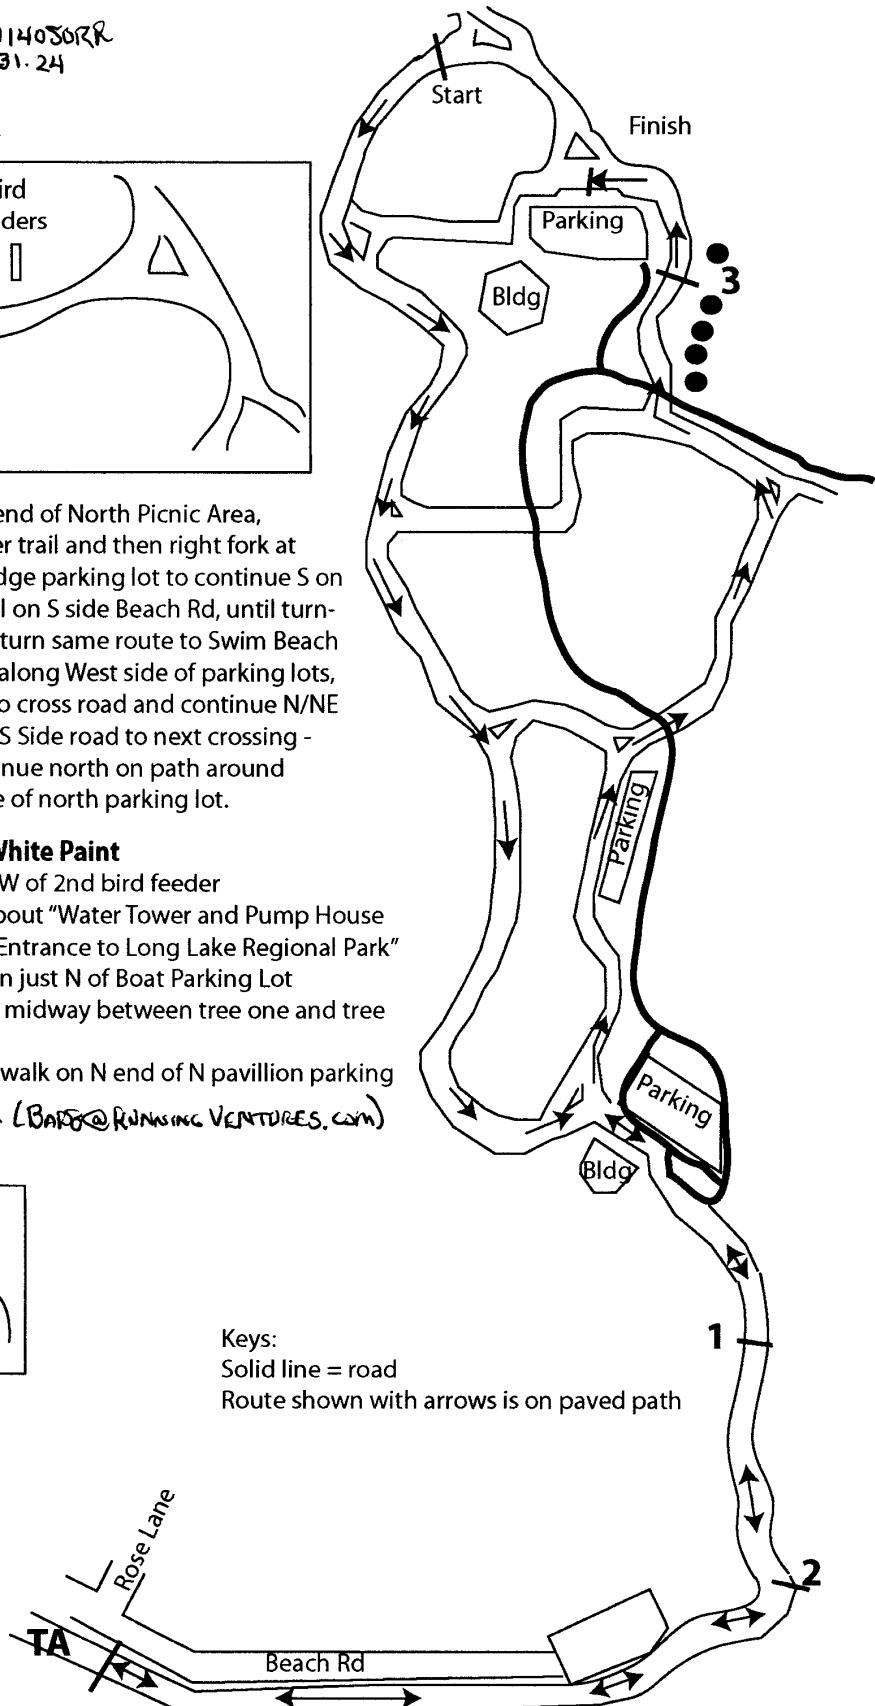 31.24
Start
Finish
ird
ders
Parking
Bldg
3
end of North Picnic Area,
er trail and then right fork at
dge parking lot to continue S on
l on S side Beach Rd, until turn-
turn same route to Swim Beach
along West side of parking lots,
o cross road and continue N/NE
S Side road to next crossing -
nue north on path around
e of north parking lot.
Parking
White Paint
W of 2nd bird feeder
bout "Water Tower and Pump House
Entrance to Long Lake Regional Park"
n just N of Boat Parking Lot
midway between tree one and tree
walk on N end of N pavillion parking
Parking
Bldg
1
Keys:
Solid line = road
Route shown with arrows is on paved path
Rose Lane
2
TA
Beach Rd